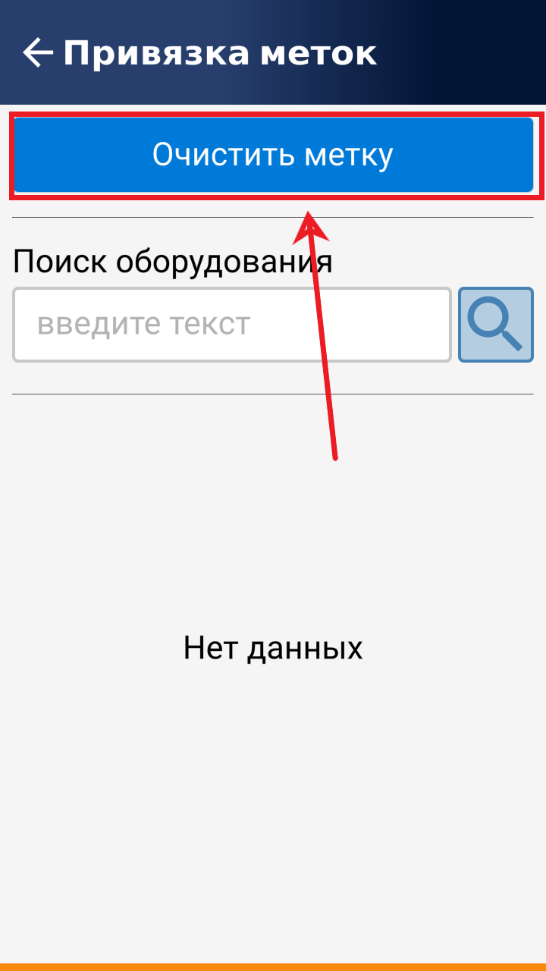 Привязка меток
Очистить метку
Поиск оборудования
введите текст
Нет данных